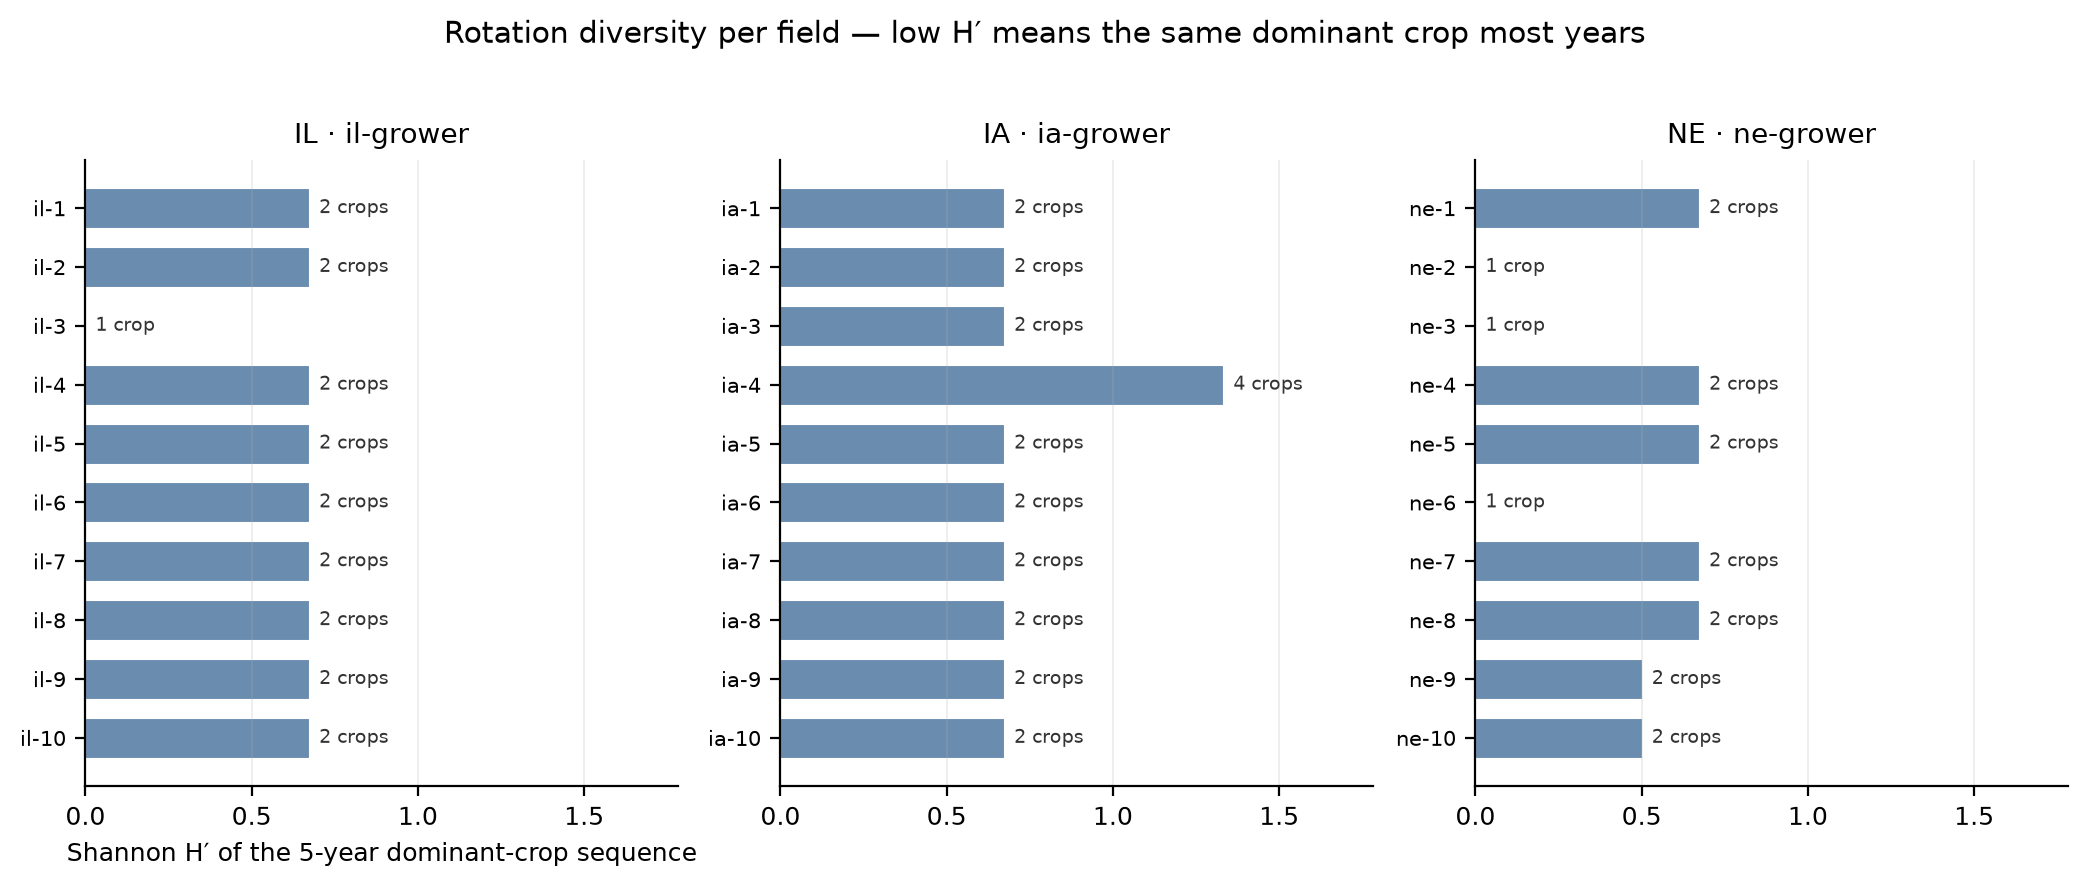 Rotation diversity per field — low H′ means the same dominant crop most years
IL · il-grower
il-1
2 crops
il-2
2 crops
il-3
1 crop
il-4
2 crops
il-5
2 crops
il-6
2 crops
il-7
2 crops
il-8
2 crops
il-9
2 crops
il-10
2 crops
0.0 0.5 1.0 1.5
Shannon H′ of the 5-year dominant-crop sequence
IA · ia-grower
ia-1
2 crops
ia-2
2 crops
ia-3
2 crops
ia-4
4 crops
ia-5
2 crops
ia-6
2 crops
ia-7
2 crops
ia-8
2 crops
ia-9
2 crops
ia-10
2 crops
0.0 0.5 1.0 1.5
NE · ne-grower
ne-1
2 crops
ne-2
1 crop
ne-3
1 crop
ne-4
2 crops
ne-5
2 crops
ne-6
1 crop
ne-7
2 crops
ne-8
2 crops
ne-9
2 crops
ne-10
2 crops
0.0 0.5 1.0 1.5